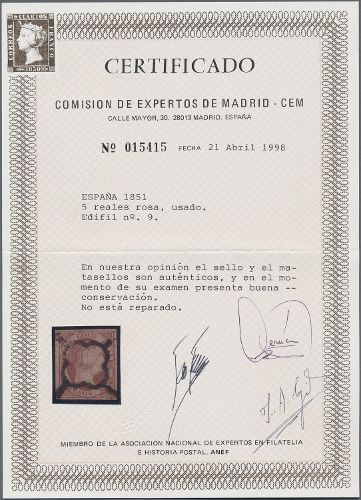 CERTIFICADO
COMISION DE EXPERTOS DE MADRID - CEM
CALLE MAYOR, 30. 28013 MADRID. ESPAÑA
Nº 015415 FECHA 21 Abril 1998
ESPAÑA 1851
5 reales rosa, usado.
Edifil nº. 9.
En nuestra opinión el sello y el ma-
tasellos son auténticos, y en el
momento de su examen presenta buena --
conservación.
No está reparado.
MIEMBRO DE LA ASOCIACION NACIONAL DE EXPERTOS EN FILATELIA
E HISTORIA POSTAL. ANEF